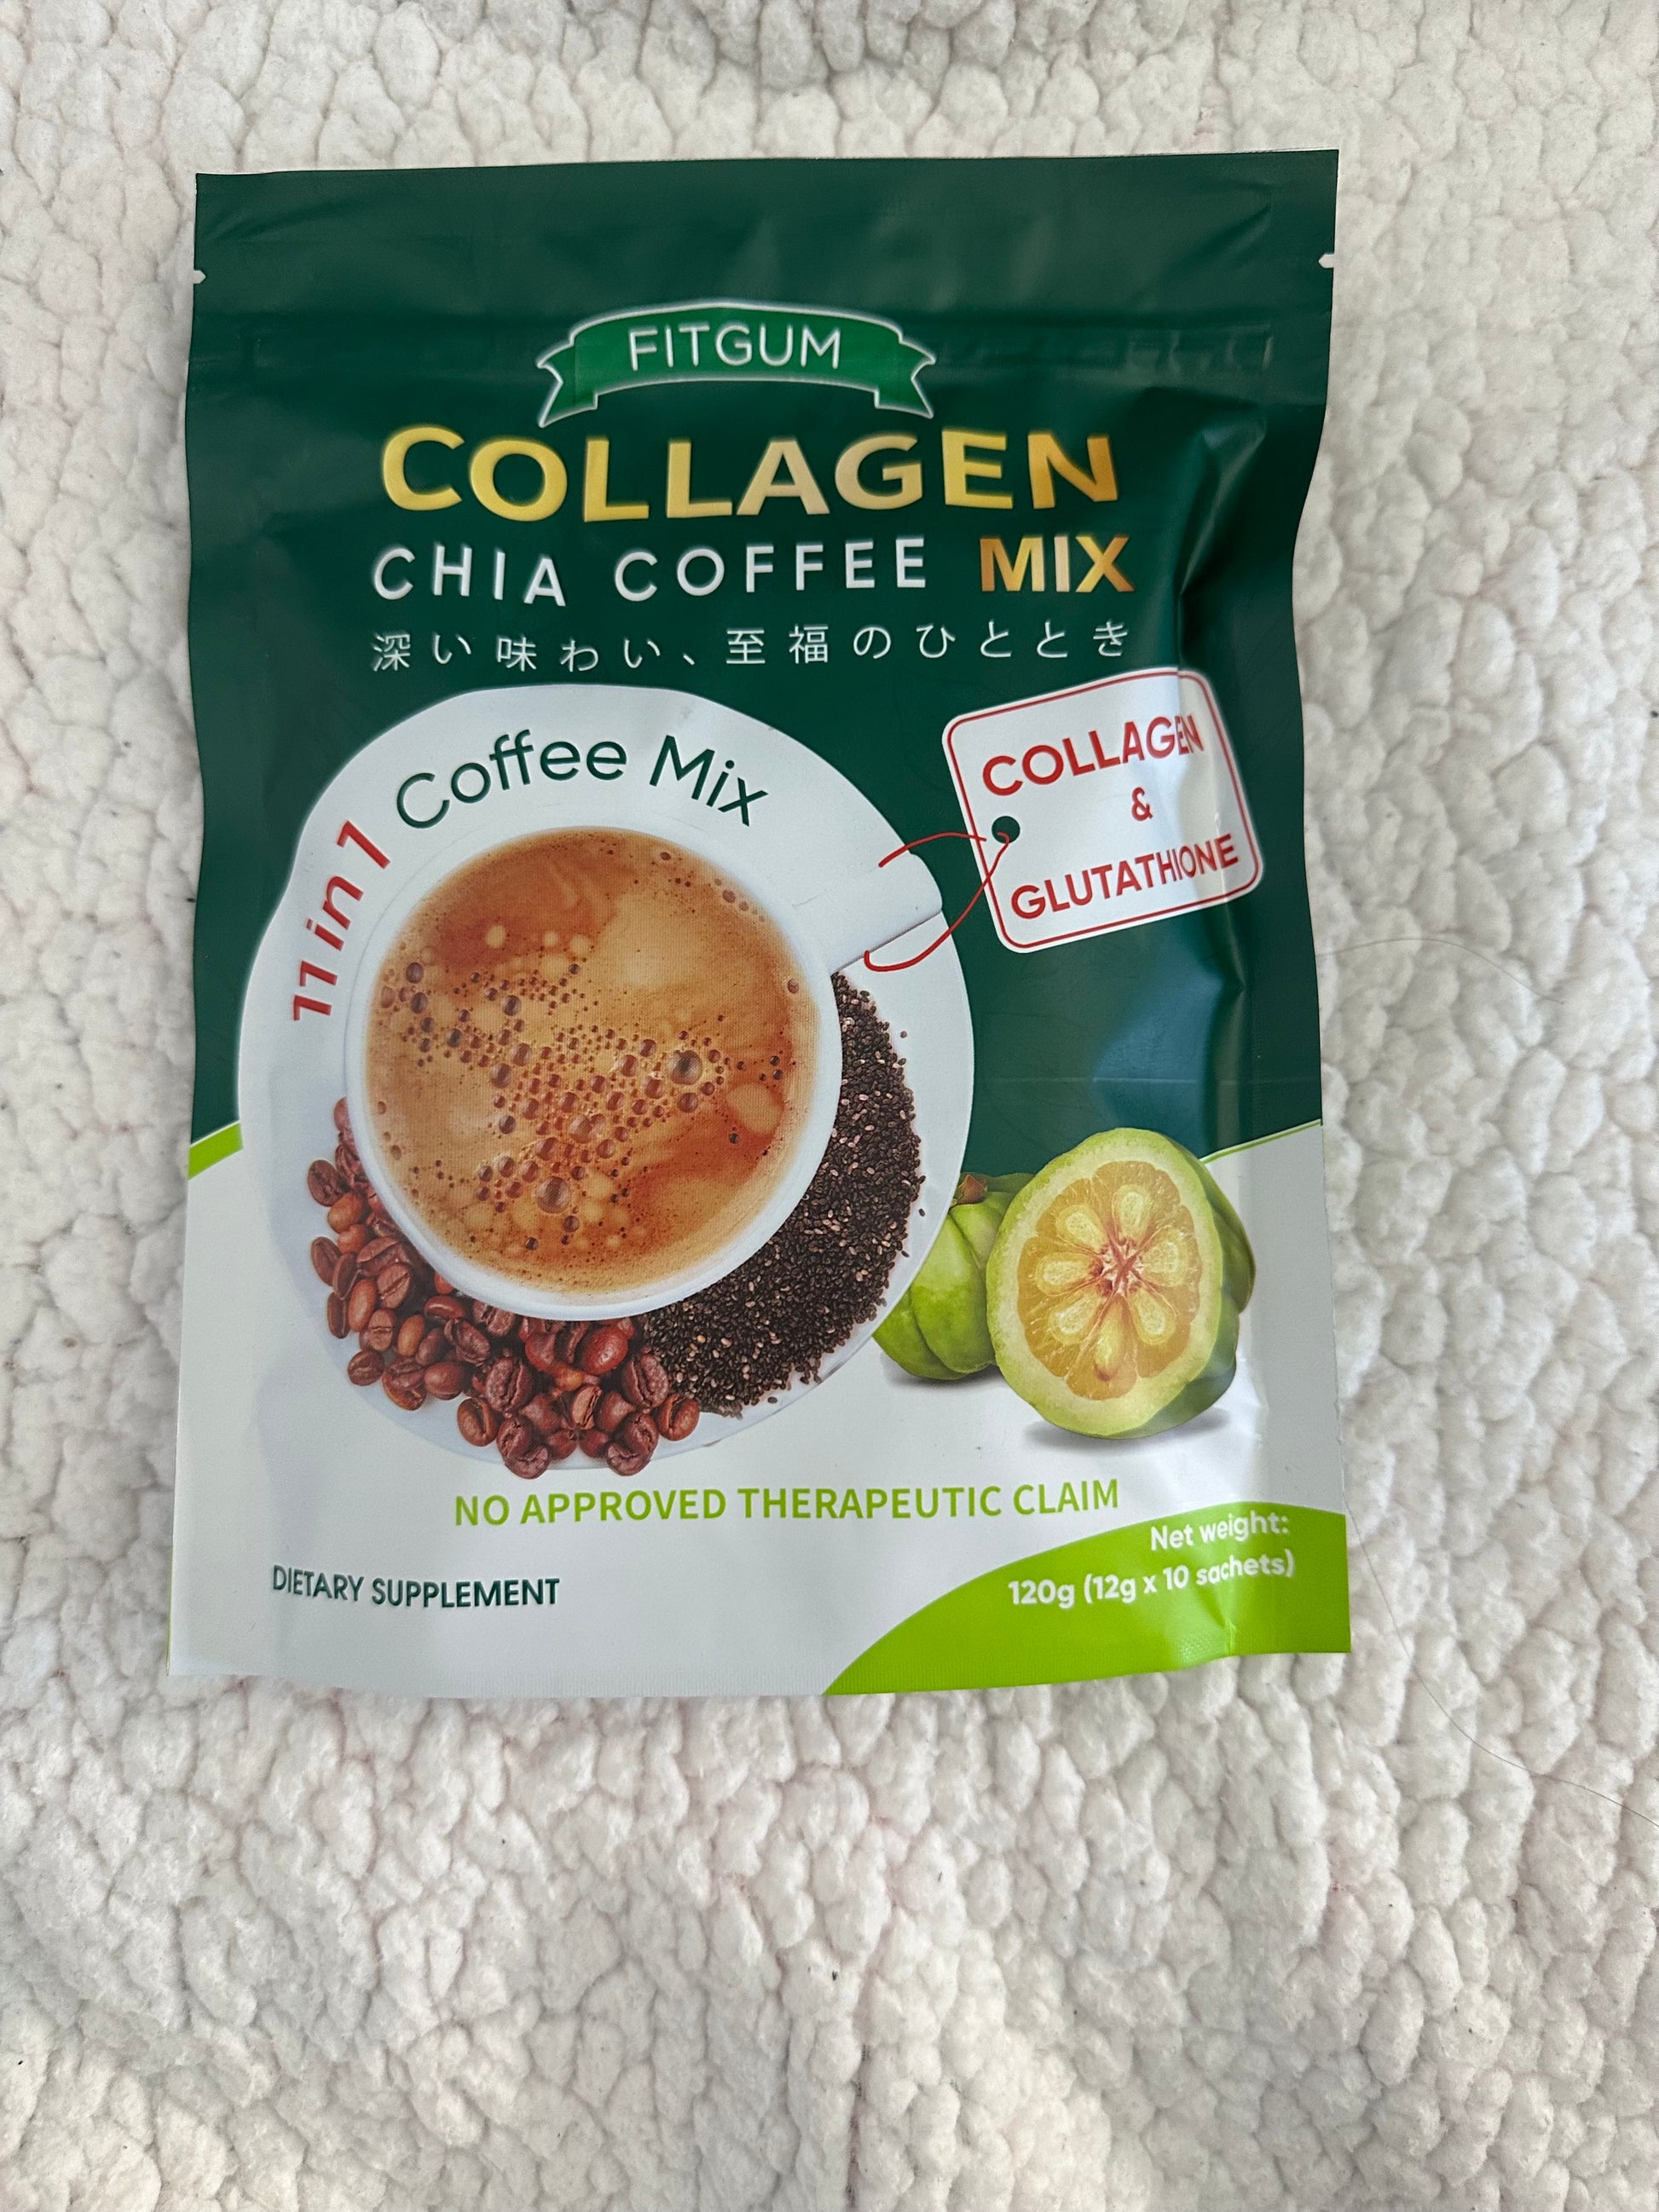 FITGUM
COLLAGEN
CHIA COFFEE MIX
深い味わい、至福のひととき
11 in 1 Coffee Mix
COLLAGEN
&
GLUTATHIONE
NO APPROVED THERAPEUTIC CLAIM
Net weight:
120g (12g x 10 sachets)
DIETARY SUPPLEMENT